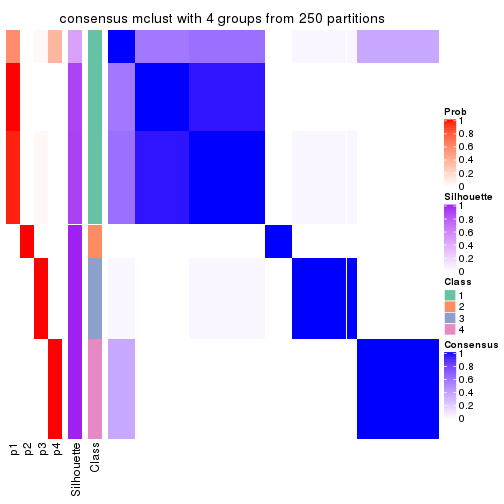 consensus mclust with 4 groups from 250 partitions
p1
p2
p3
p4
Silhouette
Class
Prob
1
0.8
0.6
0.4
0.2
0
Silhouette
1
0.8
0.6
0.4
0.2
0
Class
1
2
3
4
Consensus
1
0.8
0.6
0.4
0.2
0